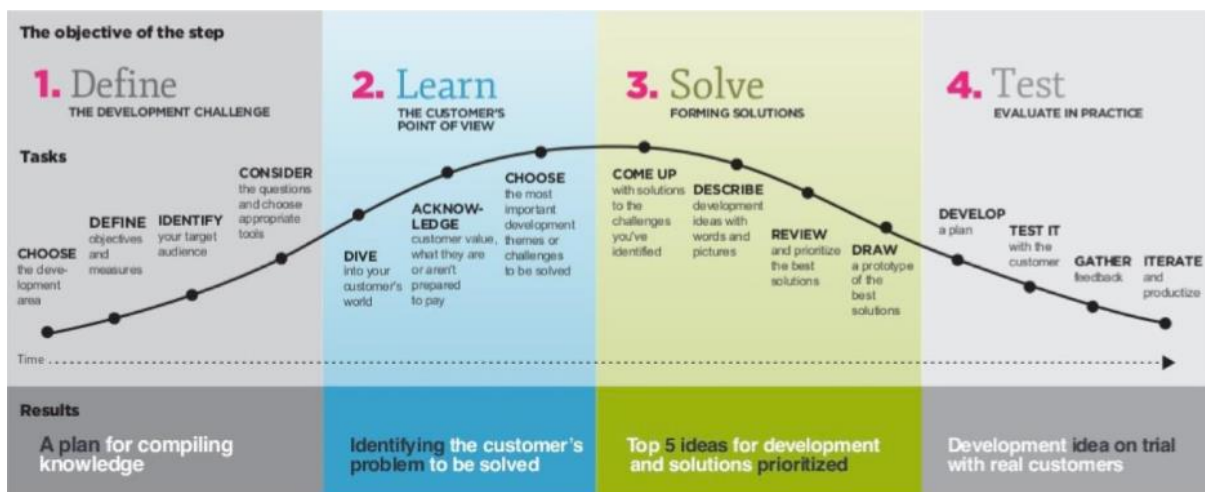 The objective of the step
1. Define
THE DEVELOPMENT CHALLENGE
2. Learn
THE CUSTOMER'S
POINT OF VIEW
3. Solve
FORMING SOLUTIONS
4. Test
EVALUATE IN PRACTICE
Tasks
CHOOSE
the deve-
lopment
area
DEFINE
objectives
and
measures
IDENTIFY
your target
audience
CONSIDER
the questions
and choose
appropriate
tools
DIVE
into your
customer's
world
ACKNOW-
LEDGE
customer value,
what they are
or aren't
prepared
to pay
CHOOSE
the most
important
development
themes or
challenges
to be solved
COME UP
with solutions
to the
challenges
you've
identified
DESCRIBE
development
ideas with
words and
pictures
REVIEW
and prioritize
the best
solutions
DRAW
a prototype
of the
best
solutions
DEVELOP
a plan
TEST IT
with the
customer
GATHER
feedback
ITERATE
and
productize
Time
Results
A plan for compiling
knowledge
Identifying the customer's
problem to be solved
Top 5 ideas for development
and solutions prioritized
Development idea on trial
with real customers